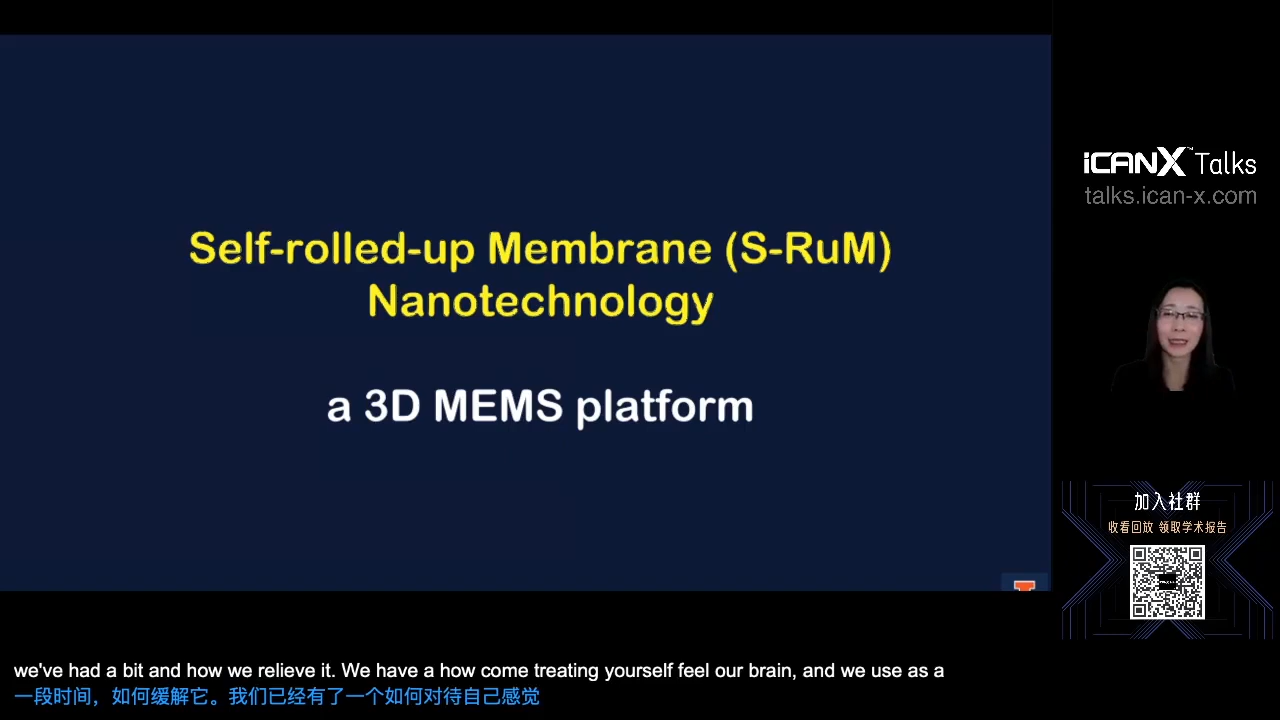 Self-rolled-up Membrane (S-RuM)
Nanotechnology
a 3D MEMS platform
iCANX™ Talks
talks.ican-x.com
加入社群
收看回放 领取学术报告
we've had a bit and how we relieve it. We have a how come treating yourself feel our brain, and we use as a
一段时间，如何缓解它。我们已经有了一个如何对待自己感觉